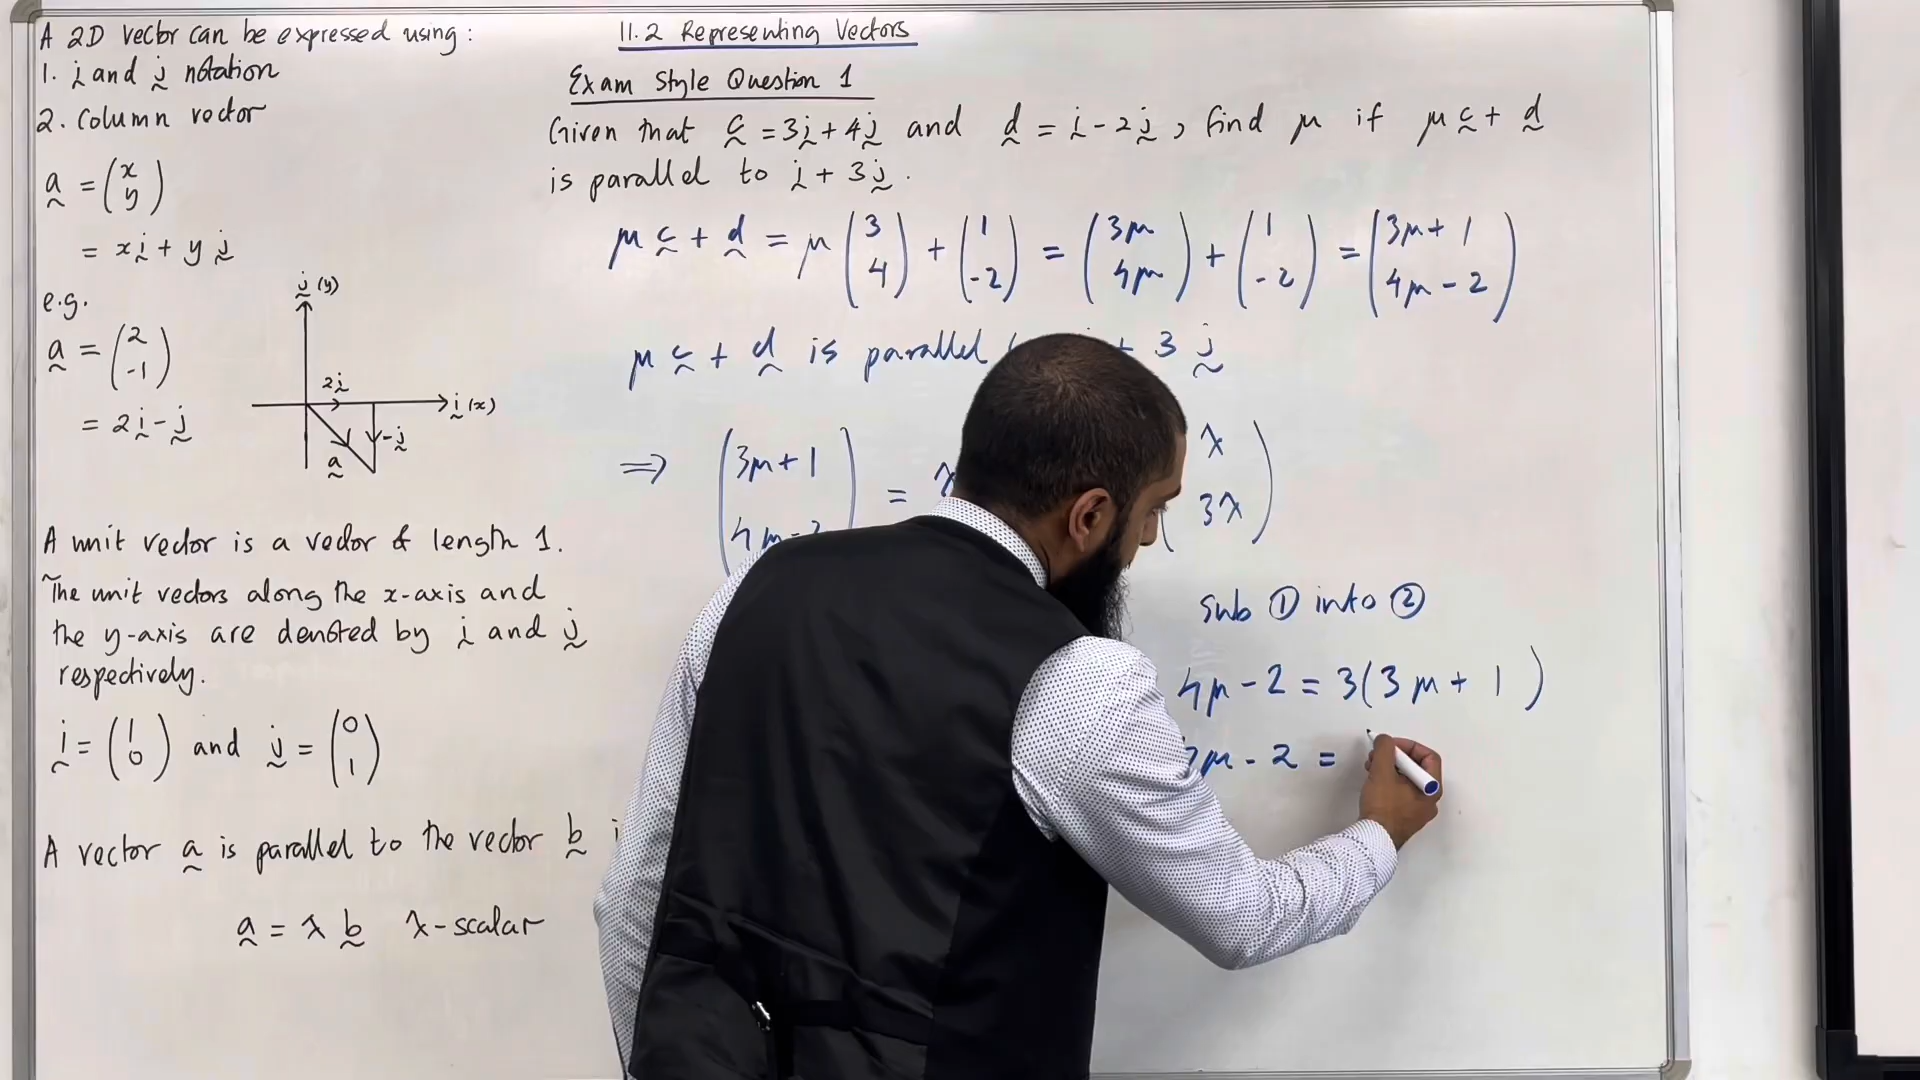 A 2D vector can be expressed using :
1. i and j notation
2. Column vector
a = (x y)
= xi + yj
e.g.
a = (2 -1)
= 2i - j
j (y)
2i
i (x)
-j
a
A unit vector is a vector of length 1.
The unit vectors along the x-axis and
the y-axis are denoted by i and j
respectively.
i = (1 0) and j = (0 1)
A vector a is parallel to the vector b
a = λ b λ-scalar
11.2 Representing Vectors
Exam Style Question 1
Given that c = 3i + 4j and d = i - 2j, find μ if μc + d
is parallel to i + 3j.
μc + d = μ(3 4) + (1 -2) = (3μ 4μ) + (1 -2) = (3μ + 1 4μ - 2)
μc + d is parallel + 3j
⇒ (3μ + 1 4μ - 2) = λ (λ 3λ)
Sub ① into ②
4μ - 2 = 3(3μ + 1)
4μ - 2 =